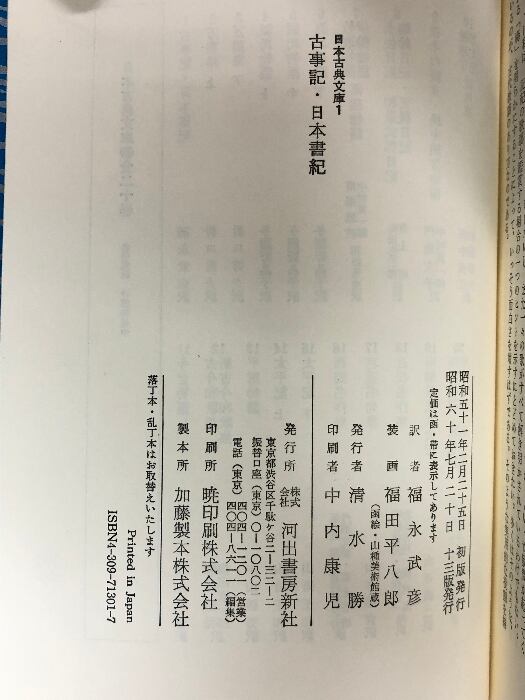 日本古典文庫1
古事記・日本書紀
昭和五十一年二月二十五日　初版発行
昭和六十年七月二十日　十三版発行
定価は函・帯に表示してあります
訳者　福永武彦
装画　福田平八郎
（函絵・山種美術館蔵）
発行者　清水勝
印刷者　中内康児
発行所　株式会社　河出書房新社
東京都渋谷区千駄ケ谷二ー三二ー二
振替口座（東京）〇ー一〇八〇二
電話（東京）四〇四ー一二〇一（営業）
四〇四ー八六一一（編集）
印刷所　暁印刷株式会社
製本所　加藤製本株式会社
落丁本・乱丁本はお取替えいたします
Printed in Japan
ISBN4-309-71301-7